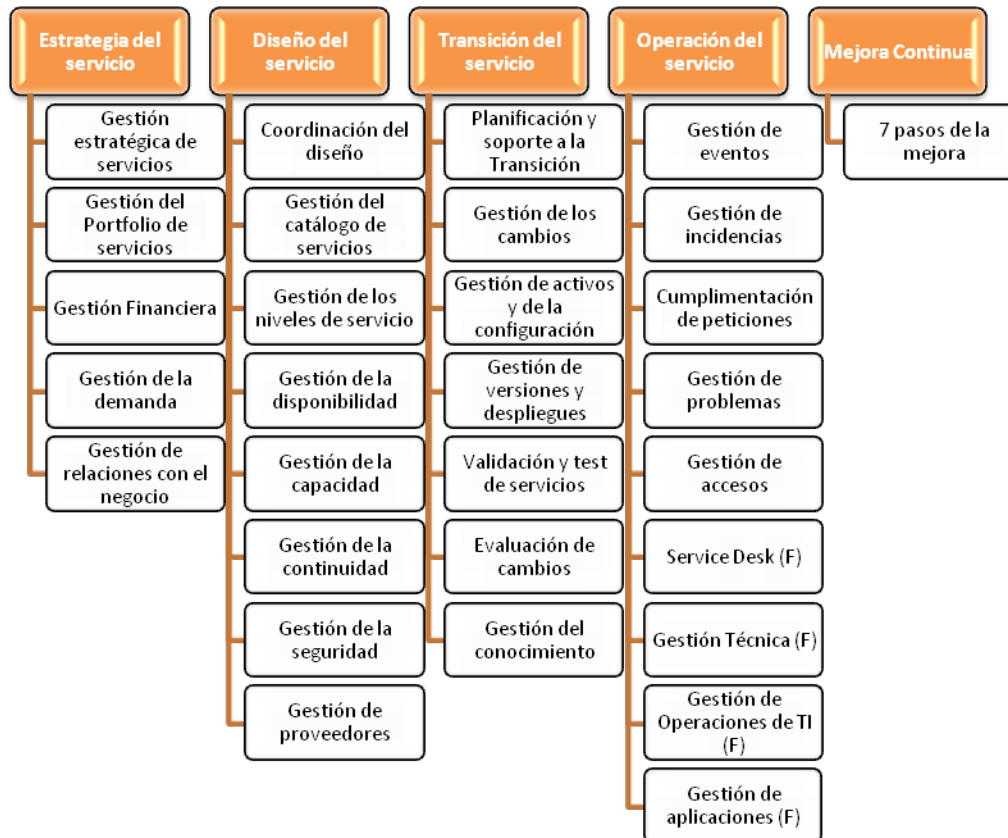 Estrategia del
servicio
Gestión
estratégica de
servicios
Gestión del
Portfolio de
servicios
Gestión Financiera
Gestión de la
demanda
Gestión de
relaciones con el
negocio
Diseño del
servicio
Coordinación del
diseño
Gestión del
catálogo de
servicios
Gestión de los
niveles de servicio
Gestión de la
disponibilidad
Gestión de la
capacidad
Gestión de la
continuidad
Gestión de la
seguridad
Gestión de
proveedores
Transición del
servicio
Planificación y
soporte a la
Transición
Gestión de los
cambios
Gestión de activos
y de la
configuración
Gestión de
versiones y
despliegues
Validación y test
de servicios
Evaluación de
cambios
Gestión del
conocimiento
Operación del
servicio
Gestión de
eventos
Gestión de
incidencias
Cumplimentación
de peticiones
Gestión de
problemas
Gestión de
accesos
Service Desk (F)
Gestión Técnica (F)
Gestión de
Operaciones de TI
(F)
Gestión de
aplicaciones (F)
Mejora Continua
7 pasos de la
mejora